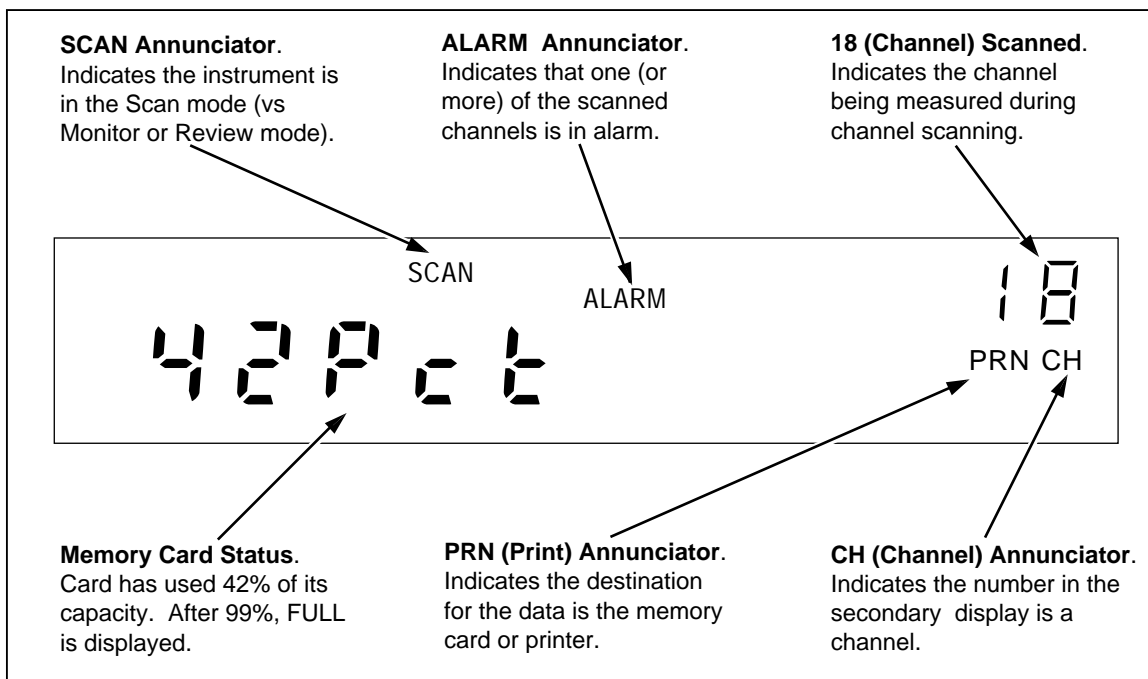 SCAN Annunciator.
Indicates the instrument is
in the Scan mode (vs
Monitor or Review mode).
ALARM Annunciator.
Indicates that one (or
more) of the scanned
channels is in alarm.
18 (Channel) Scanned.
Indicates the channel
being measured during
channel scanning.
SCAN
ALARM
18
42Pct
PRN CH
Memory Card Status.
Card has used 42% of its
capacity. After 99%, FULL
is displayed.
PRN (Print) Annunciator.
Indicates the destination
for the data is the memory
card or printer.
CH (Channel) Annunciator.
Indicates the number in the
secondary display is a
channel.